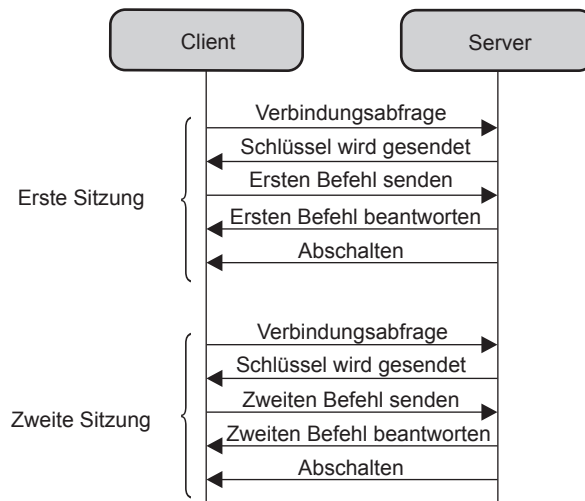 Client
Server
Verbindungsabfrage
Schlüssel wird gesendet
Ersten Befehl senden
Erste Sitzung
Ersten Befehl beantworten
Abschalten
Verbindungsabfrage
Schlüssel wird gesendet
Zweiten Befehl senden
Zweite Sitzung
Zweiten Befehl beantworten
Abschalten